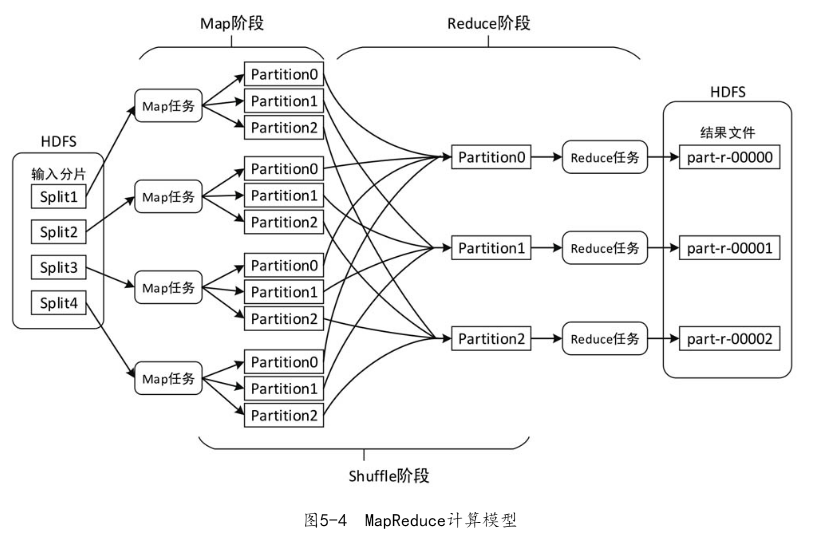 Map阶段
Reduce阶段
HDFS
输入分片
Split1
Split2
Split3
Split4
Map任务
Partition0
Partition1
Partition2
Map任务
Partition0
Partition1
Partition2
Map任务
Partition0
Partition1
Partition2
Map任务
Partition0
Partition1
Partition2
Partition0
Reduce任务
Partition1
Reduce任务
Partition2
Reduce任务
HDFS
结果文件
part-r-00000
part-r-00001
part-r-00002
Shuffle阶段
图5-4 MapReduce计算模型